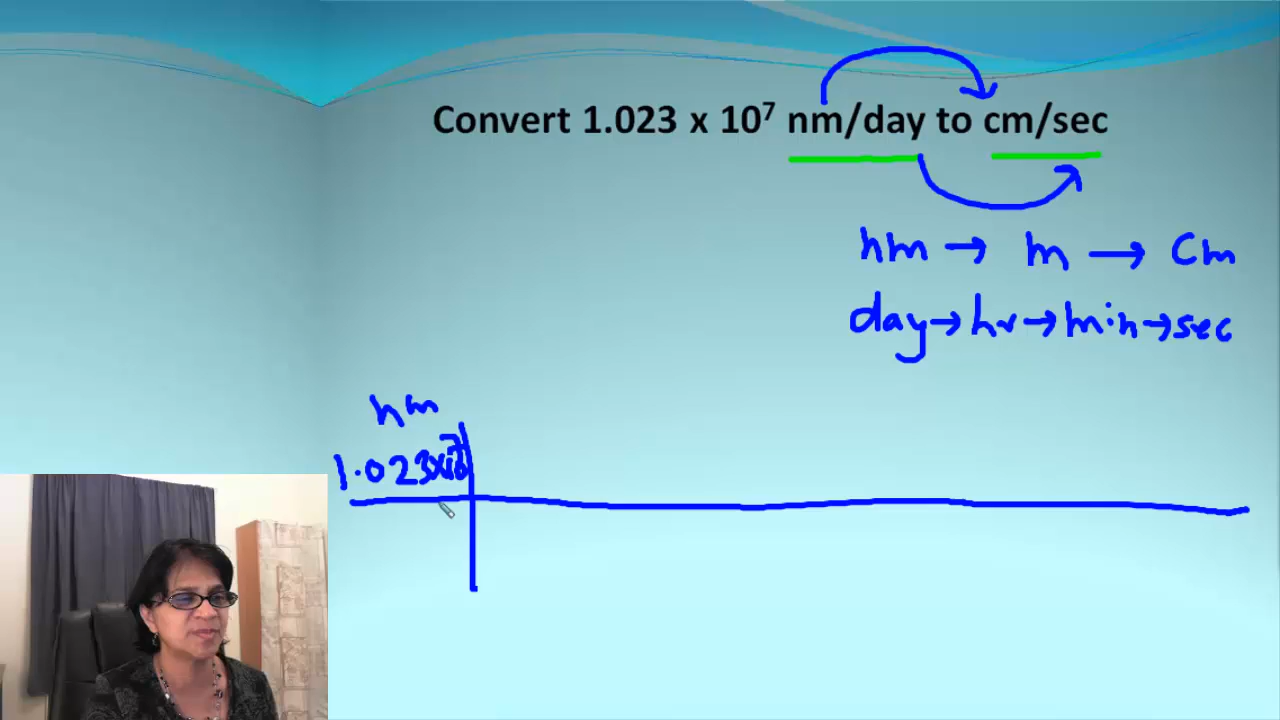 Convert 1.023 x 10⁷ nm/day to cm/sec
nm → m → cm
day → hr → min → sec
nm
1.023x10⁷